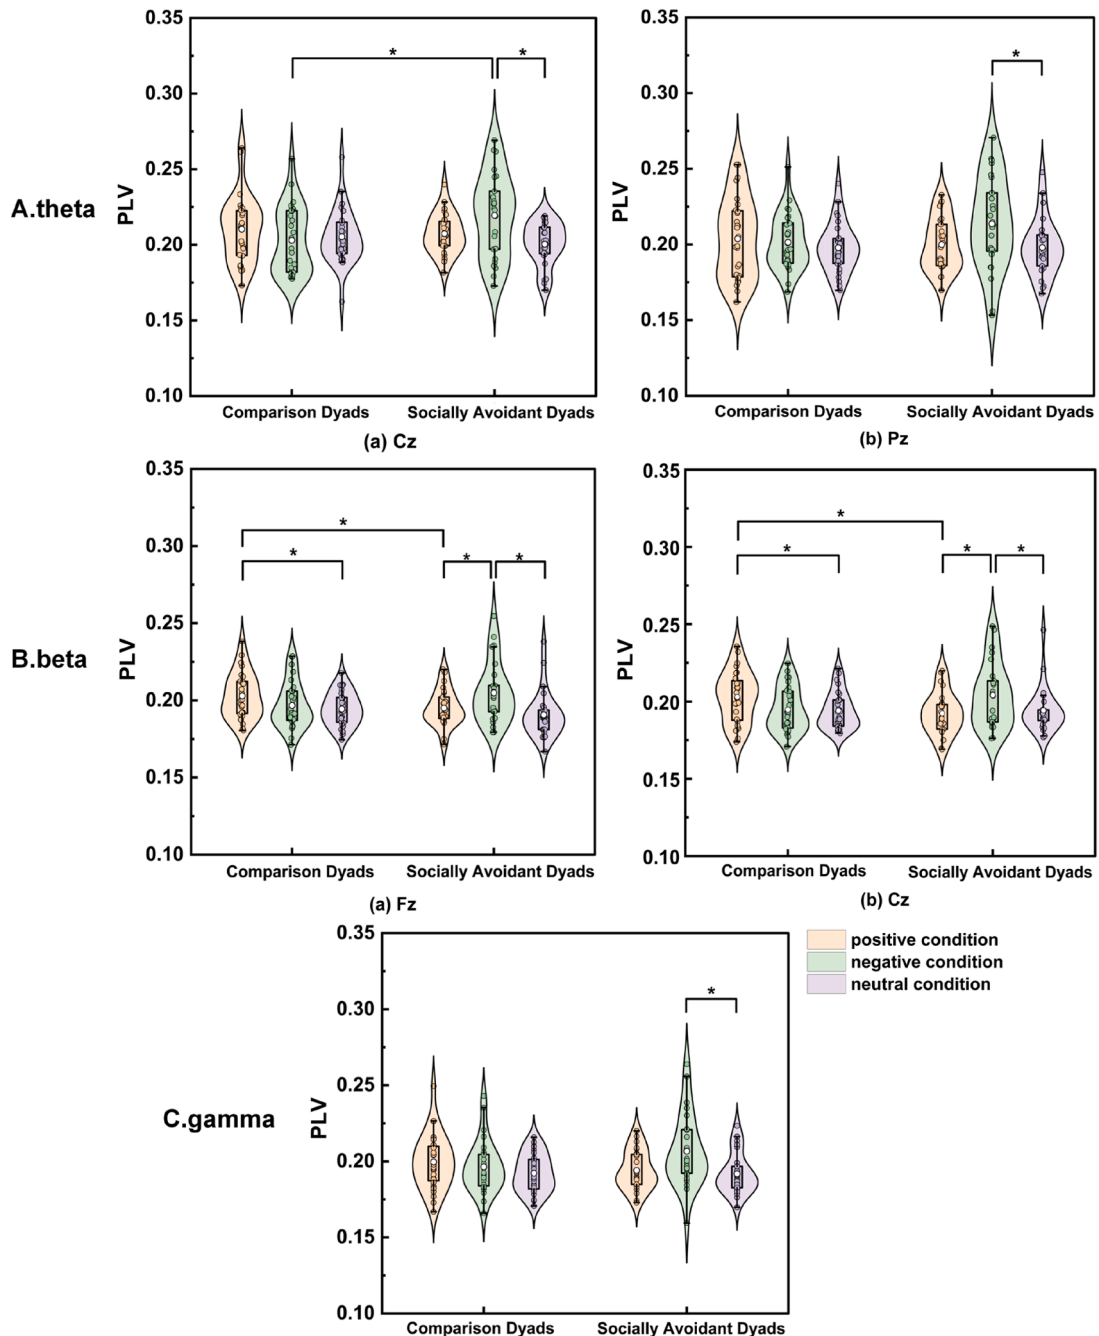 A.theta
PLV
0.35
0.30
0.25
0.20
0.15
0.10
*
*
Comparison Dyads
Socially Avoidant Dyads
(a) Cz
PLV
0.35
0.30
0.25
0.20
0.15
0.10
*
Comparison Dyads
Socially Avoidant Dyads
(b) Pz
B.beta
PLV
0.35
0.30
0.25
0.20
0.15
0.10
*
*
*
*
Comparison Dyads
Socially Avoidant Dyads
(a) Fz
PLV
0.35
0.30
0.25
0.20
0.15
0.10
*
*
*
*
Comparison Dyads
Socially Avoidant Dyads
(b) Cz
C.gamma
PLV
0.35
0.30
0.25
0.20
0.15
0.10
*
Comparison Dyads
Socially Avoidant Dyads
positive condition
negative condition
neutral condition